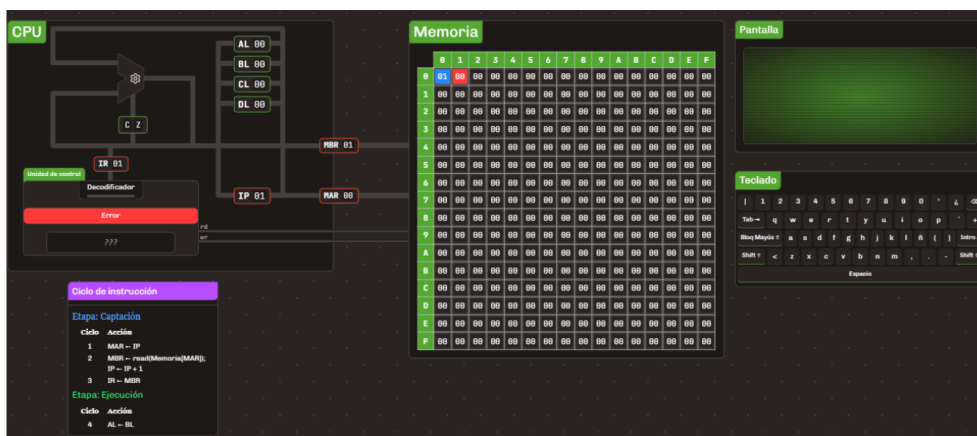 CPU
AL 00
BL 00
CL 00
DL 00
C Z
MBR 01
IR 01
Unidad de control
Decodificador
Error
???
IP 01
MAR 00
rd
wr
Ciclo de instrucción
Etapa: Captación
Ciclo Acción
1 MAR ← IP
2 MBR ← read(Memoria[MAR]);
IP ← IP + 1
3 IR ← MBR
Etapa: Ejecución
Ciclo Acción
4 AL ← BL
Memoria
0 1 2 3 4 5 6 7 8 9 A B C D E F
0 01 00 00 00 00 00 00 00 00 00 00 00 00 00 00 00
1 00 00 00 00 00 00 00 00 00 00 00 00 00 00 00 00
2 00 00 00 00 00 00 00 00 00 00 00 00 00 00 00 00
3 00 00 00 00 00 00 00 00 00 00 00 00 00 00 00 00
4 00 00 00 00 00 00 00 00 00 00 00 00 00 00 00 00
5 00 00 00 00 00 00 00 00 00 00 00 00 00 00 00 00
6 00 00 00 00 00 00 00 00 00 00 00 00 00 00 00 00
7 00 00 00 00 00 00 00 00 00 00 00 00 00 00 00 00
8 00 00 00 00 00 00 00 00 00 00 00 00 00 00 00 00
9 00 00 00 00 00 00 00 00 00 00 00 00 00 00 00 00
A 00 00 00 00 00 00 00 00 00 00 00 00 00 00 00 00
B 00 00 00 00 00 00 00 00 00 00 00 00 00 00 00 00
C 00 00 00 00 00 00 00 00 00 00 00 00 00 00 00 00
D 00 00 00 00 00 00 00 00 00 00 00 00 00 00 00 00
E 00 00 00 00 00 00 00 00 00 00 00 00 00 00 00 00
F 00 00 00 00 00 00 00 00 00 00 00 00 00 00 00 00
Pantalla
Teclado
| 1 2 3 4 5 6 7 8 9 0 ' ¿ ⌫
Tab q w e r t y u i o p ´ +
Bloq Mayús a s d f g h j k l ñ { } Intro
Shift ⇧ < z x c v b n m , . - Shift
Espacio